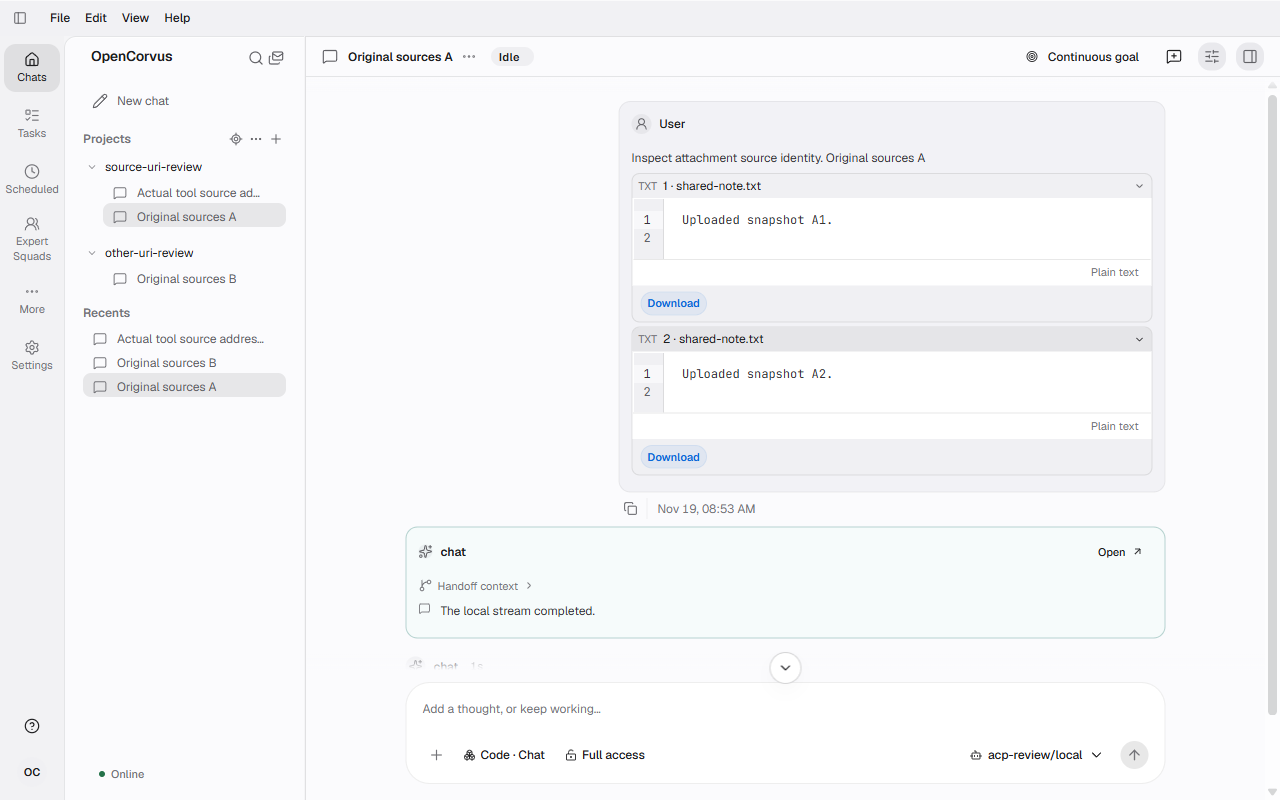 File Edit View Help
Chats
Tasks
Scheduled
Expert
Squads
More
Settings
OC
OpenCorvus
New chat
Projects
source-uri-review
Actual tool source ad...
Original sources A
other-uri-review
Original sources B
Recents
Actual tool source addres...
Original sources B
Original sources A
Online
Original sources A
Idle
Continuous goal
User
Inspect attachment source identity. Original sources A
TXT 1 · shared-note.txt
1 Uploaded snapshot A1.
2
Plain text
Download
TXT 2 · shared-note.txt
1 Uploaded snapshot A2.
2
Plain text
Download
Nov 19, 08:53 AM
chat
Open
Handoff context
The local stream completed.
chat 1s
Add a thought, or keep working...
Code · Chat
Full access
acp-review/local